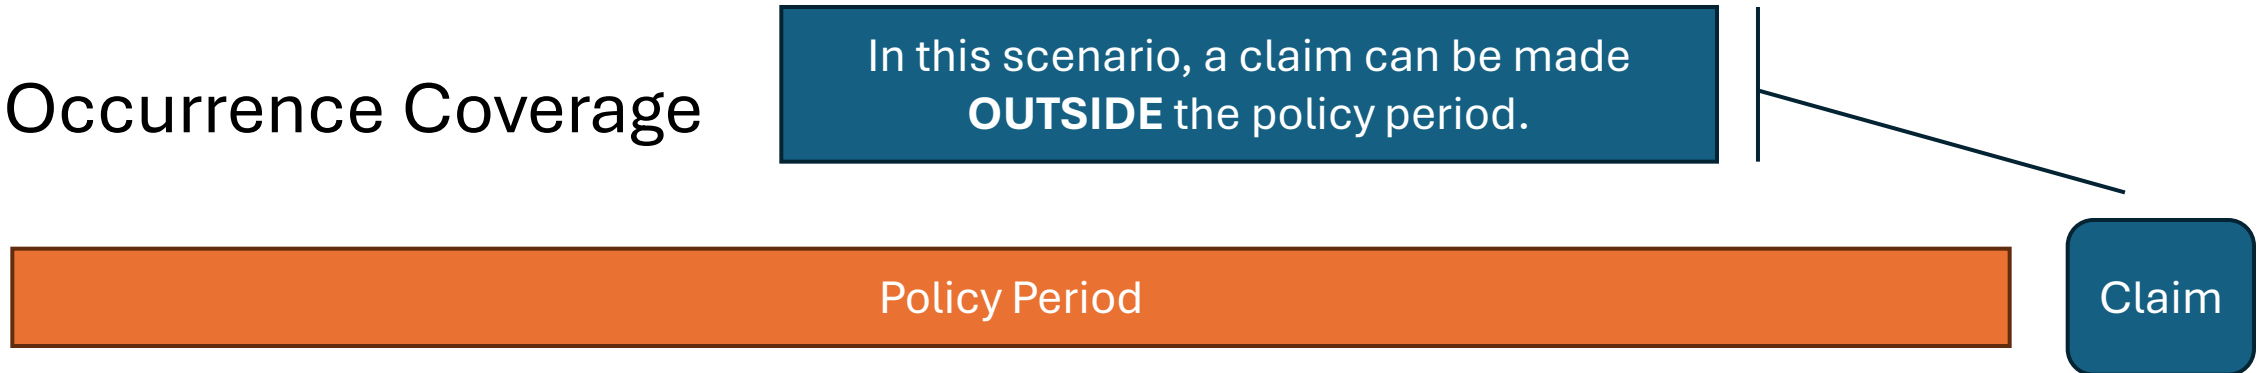 Occurrence Coverage
In this scenario, a claim can be made
OUTSIDE the policy period.
Policy Period
Claim